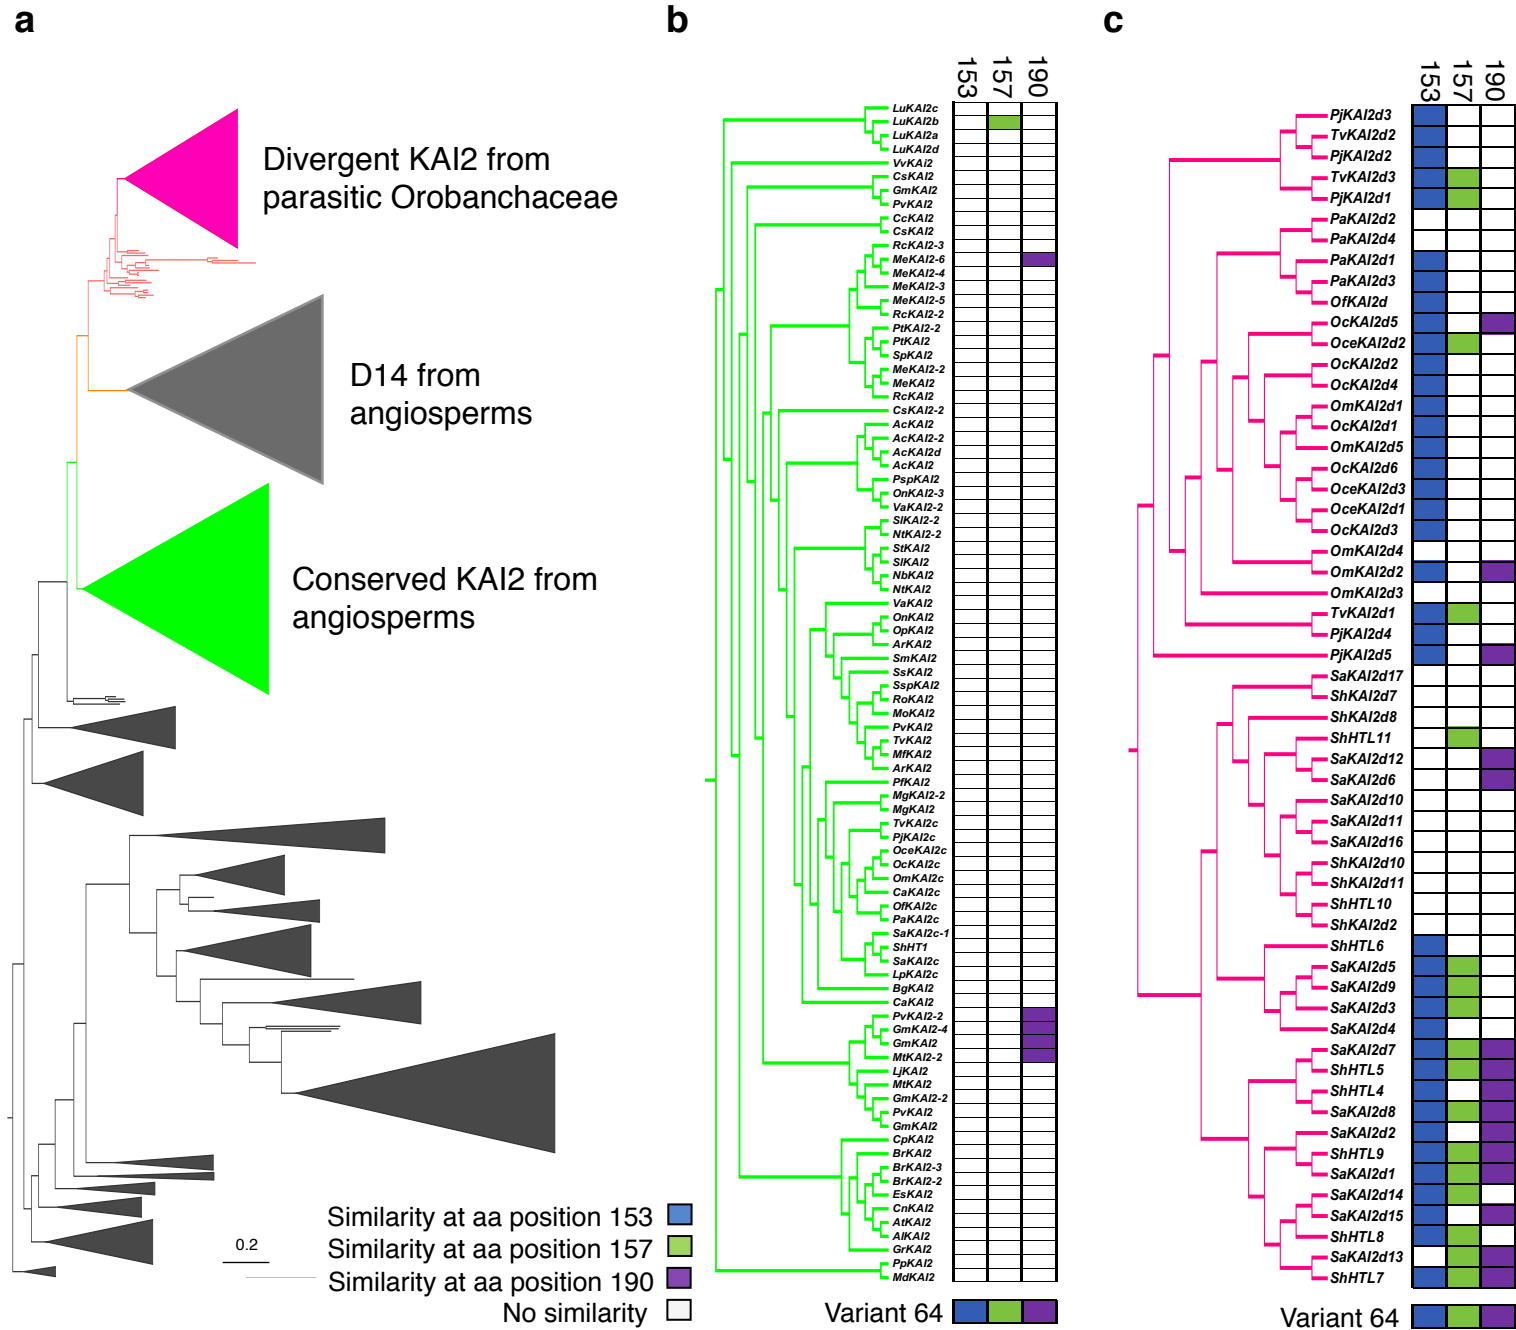 a
Divergent KAI2 from
parasitic Orobanchaceae
D14 from
angiosperms
Conserved KAI2 from
angiosperms
0.2
Similarity at aa position 153
Similarity at aa position 157
Similarity at aa position 190
No similarity
b
153
157
190
LuKAI2c
LuKAI2b
LuKAI2a
LuKAI2d
VvKAI2
CsKAI2
GmKAI2
PvKAI2
CcKAI2
CsKAI2
RcKAI2-3
MeKAI2-6
MeKAI2-4
MeKAI2-3
MeKAI2-5
RcKAI2-2
PtKAI2-2
PtKAI2
SpKAI2
MeKAI2-2
MeKAI2
RcKAI2
CsKAI2-2
AcKAI2
AcKAI2-2
AcKAI2d
AcKAI2
PspKAI2
OnKAI2-3
VaKAI2-2
SlKAI2-2
NtKAI2-2
StKAI2
SlKAI2
NbKAI2
NtKAI2
VaKAI2
OnKAI2
OpKAI2
ArKAI2
SmKAI2
SsKAI2
SspKAI2
RoKAI2
MoKAI2
PvKAI2
TvKAI2
MfKAI2
ArKAI2
PfKAI2
MgKAI2-2
MgKAI2
TvKAI2c
PjKAI2c
OceKAI2c
OcKAI2c
OmKAI2c
CaKAI2c
OfKAI2c
PaKAI2c
SaKAI2c-1
ShHT1
SaKAI2c
LpKAI2c
BgKAI2
CaKAI2
PvKAI2-2
GmKAI2-4
GmKAI2
MtKAI2-2
LjKAI2
MtKAI2
GmKAI2-2
PvKAI2
GmKAI2
CpKAI2
BrKAI2
BrKAI2-3
BrKAI2-2
EsKAI2
CnKAI2
AtKAI2
AlKAI2
GrKAI2
PpKAI2
MdKAI2
Variant 64
c
153
157
190
PjKAI2d3
TvKAI2d2
PjKAI2d2
TvKAI2d3
PjKAI2d1
PaKAI2d2
PaKAI2d4
PaKAI2d1
PaKAI2d3
OfKAI2d
OcKAI2d5
OceKAI2d2
OcKAI2d2
OcKAI2d4
OmKAI2d1
OcKAI2d1
OmKAI2d5
OcKAI2d6
OceKAI2d3
OceKAI2d1
OcKAI2d3
OmKAI2d4
OmKAI2d2
OmKAI2d3
TvKAI2d1
PjKAI2d4
PjKAI2d5
SaKAI2d17
ShKAI2d7
ShKAI2d8
ShHTL11
SaKAI2d12
SaKAI2d6
SaKAI2d10
SaKAI2d11
SaKAI2d16
ShKAI2d10
ShKAI2d11
ShHTL10
ShKAI2d2
ShHTL6
SaKAI2d5
SaKAI2d9
SaKAI2d3
SaKAI2d4
SaKAI2d7
ShHTL5
ShHTL4
SaKAI2d8
SaKAI2d2
ShHTL9
SaKAI2d1
SaKAI2d14
SaKAI2d15
ShHTL8
SaKAI2d13
ShHTL7
Variant 64